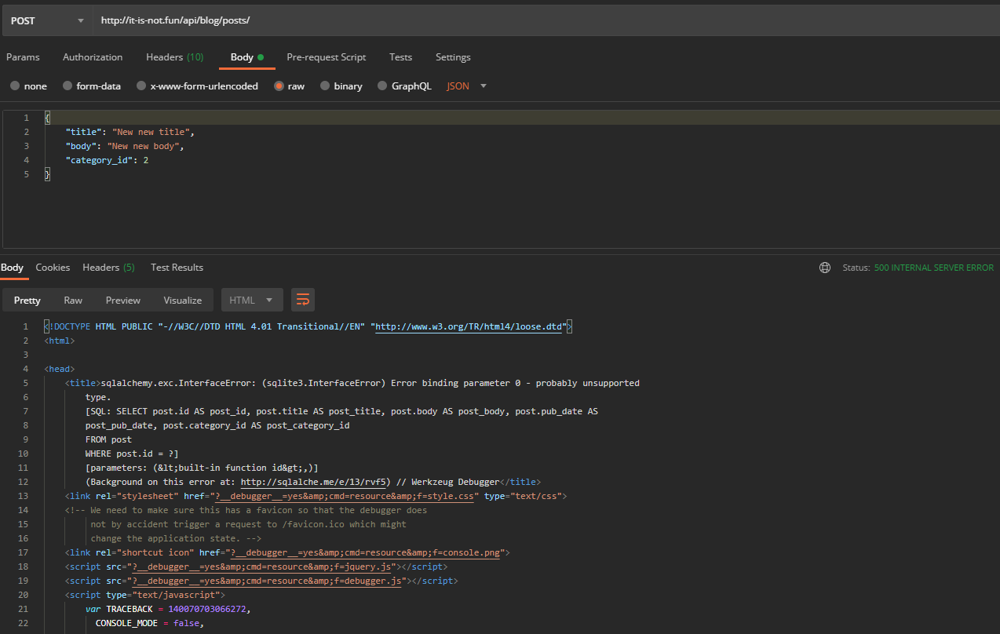 POST http://it-is-not.fun/api/blog/posts/
Params Authorization Headers (10) Body Pre-request Script Tests Settings
none form-data x-www-form-urlencoded raw binary GraphQL JSON
1 {
2 "title": "New new title",
3 "body": "New new body",
4 "category_id": 2
5 }
Body Cookies Headers (5) Test Results Status: 500 INTERNAL SERVER ERROR
Pretty Raw Preview Visualize HTML
1 <!DOCTYPE HTML PUBLIC "-//W3C//DTD HTML 4.01 Transitional//EN" "http://www.w3.org/TR/html4/loose.dtd">
2 <html>
3
4 <head>
5 <title>sqlalchemy.exc.InterfaceError: (sqlite3.InterfaceError) Error binding parameter 0 - probably unsupported
6 type.
7 [SQL: SELECT post.id AS post_id, post.title AS post_title, post.body AS post_body, post.pub_date AS
8 post_pub_date, post.category_id AS post_category_id
9 FROM post
10 WHERE post.id = ?]
11 [parameters: (&lt;built-in function id&gt;,)]
12 (Background on this error at: http://sqlalche.me/e/13/rvf5) // Werkzeug Debugger</title>
13 <link rel="stylesheet" href="?__debugger__=yes&amp;cmd=resource&amp;f=style.css" type="text/css">
14 <!-- We need to make sure this has a favicon so that the debugger does
15 not by accident trigger a request to /favicon.ico which might
16 change the application state. -->
17 <link rel="shortcut icon" href="?__debugger__=yes&amp;cmd=resource&amp;f=console.png">
18 <script src="?__debugger__=yes&amp;cmd=resource&amp;f=jquery.js"></script>
19 <script src="?__debugger__=yes&amp;cmd=resource&amp;f=debugger.js"></script>
20 <script type="text/javascript">
21 var TRACEBACK = 140070703066272,
22 CONSOLE_MODE = false,